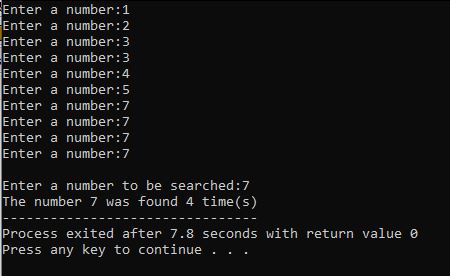 Enter a number:1
Enter a number:2
Enter a number:3
Enter a number:3
Enter a number:4
Enter a number:5
Enter a number:7
Enter a number:7
Enter a number:7
Enter a number:7

Enter a number to be searched:7
The number 7 was found 4 time(s)
--------------------------------
Process exited after 7.8 seconds with return value 0
Press any key to continue . . .